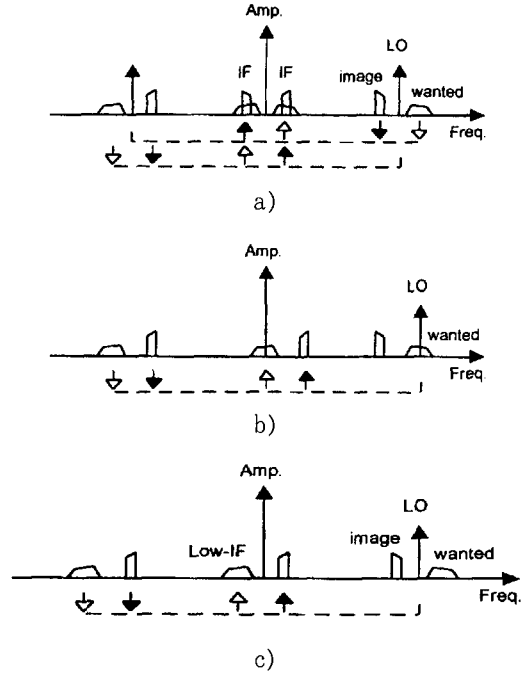 Amp.
LO
IF IF image wanted
Freq.
a)
Amp.
LO
wanted
Freq.
b)
Amp.
LO
Low-IF image wanted
Freq.
c)